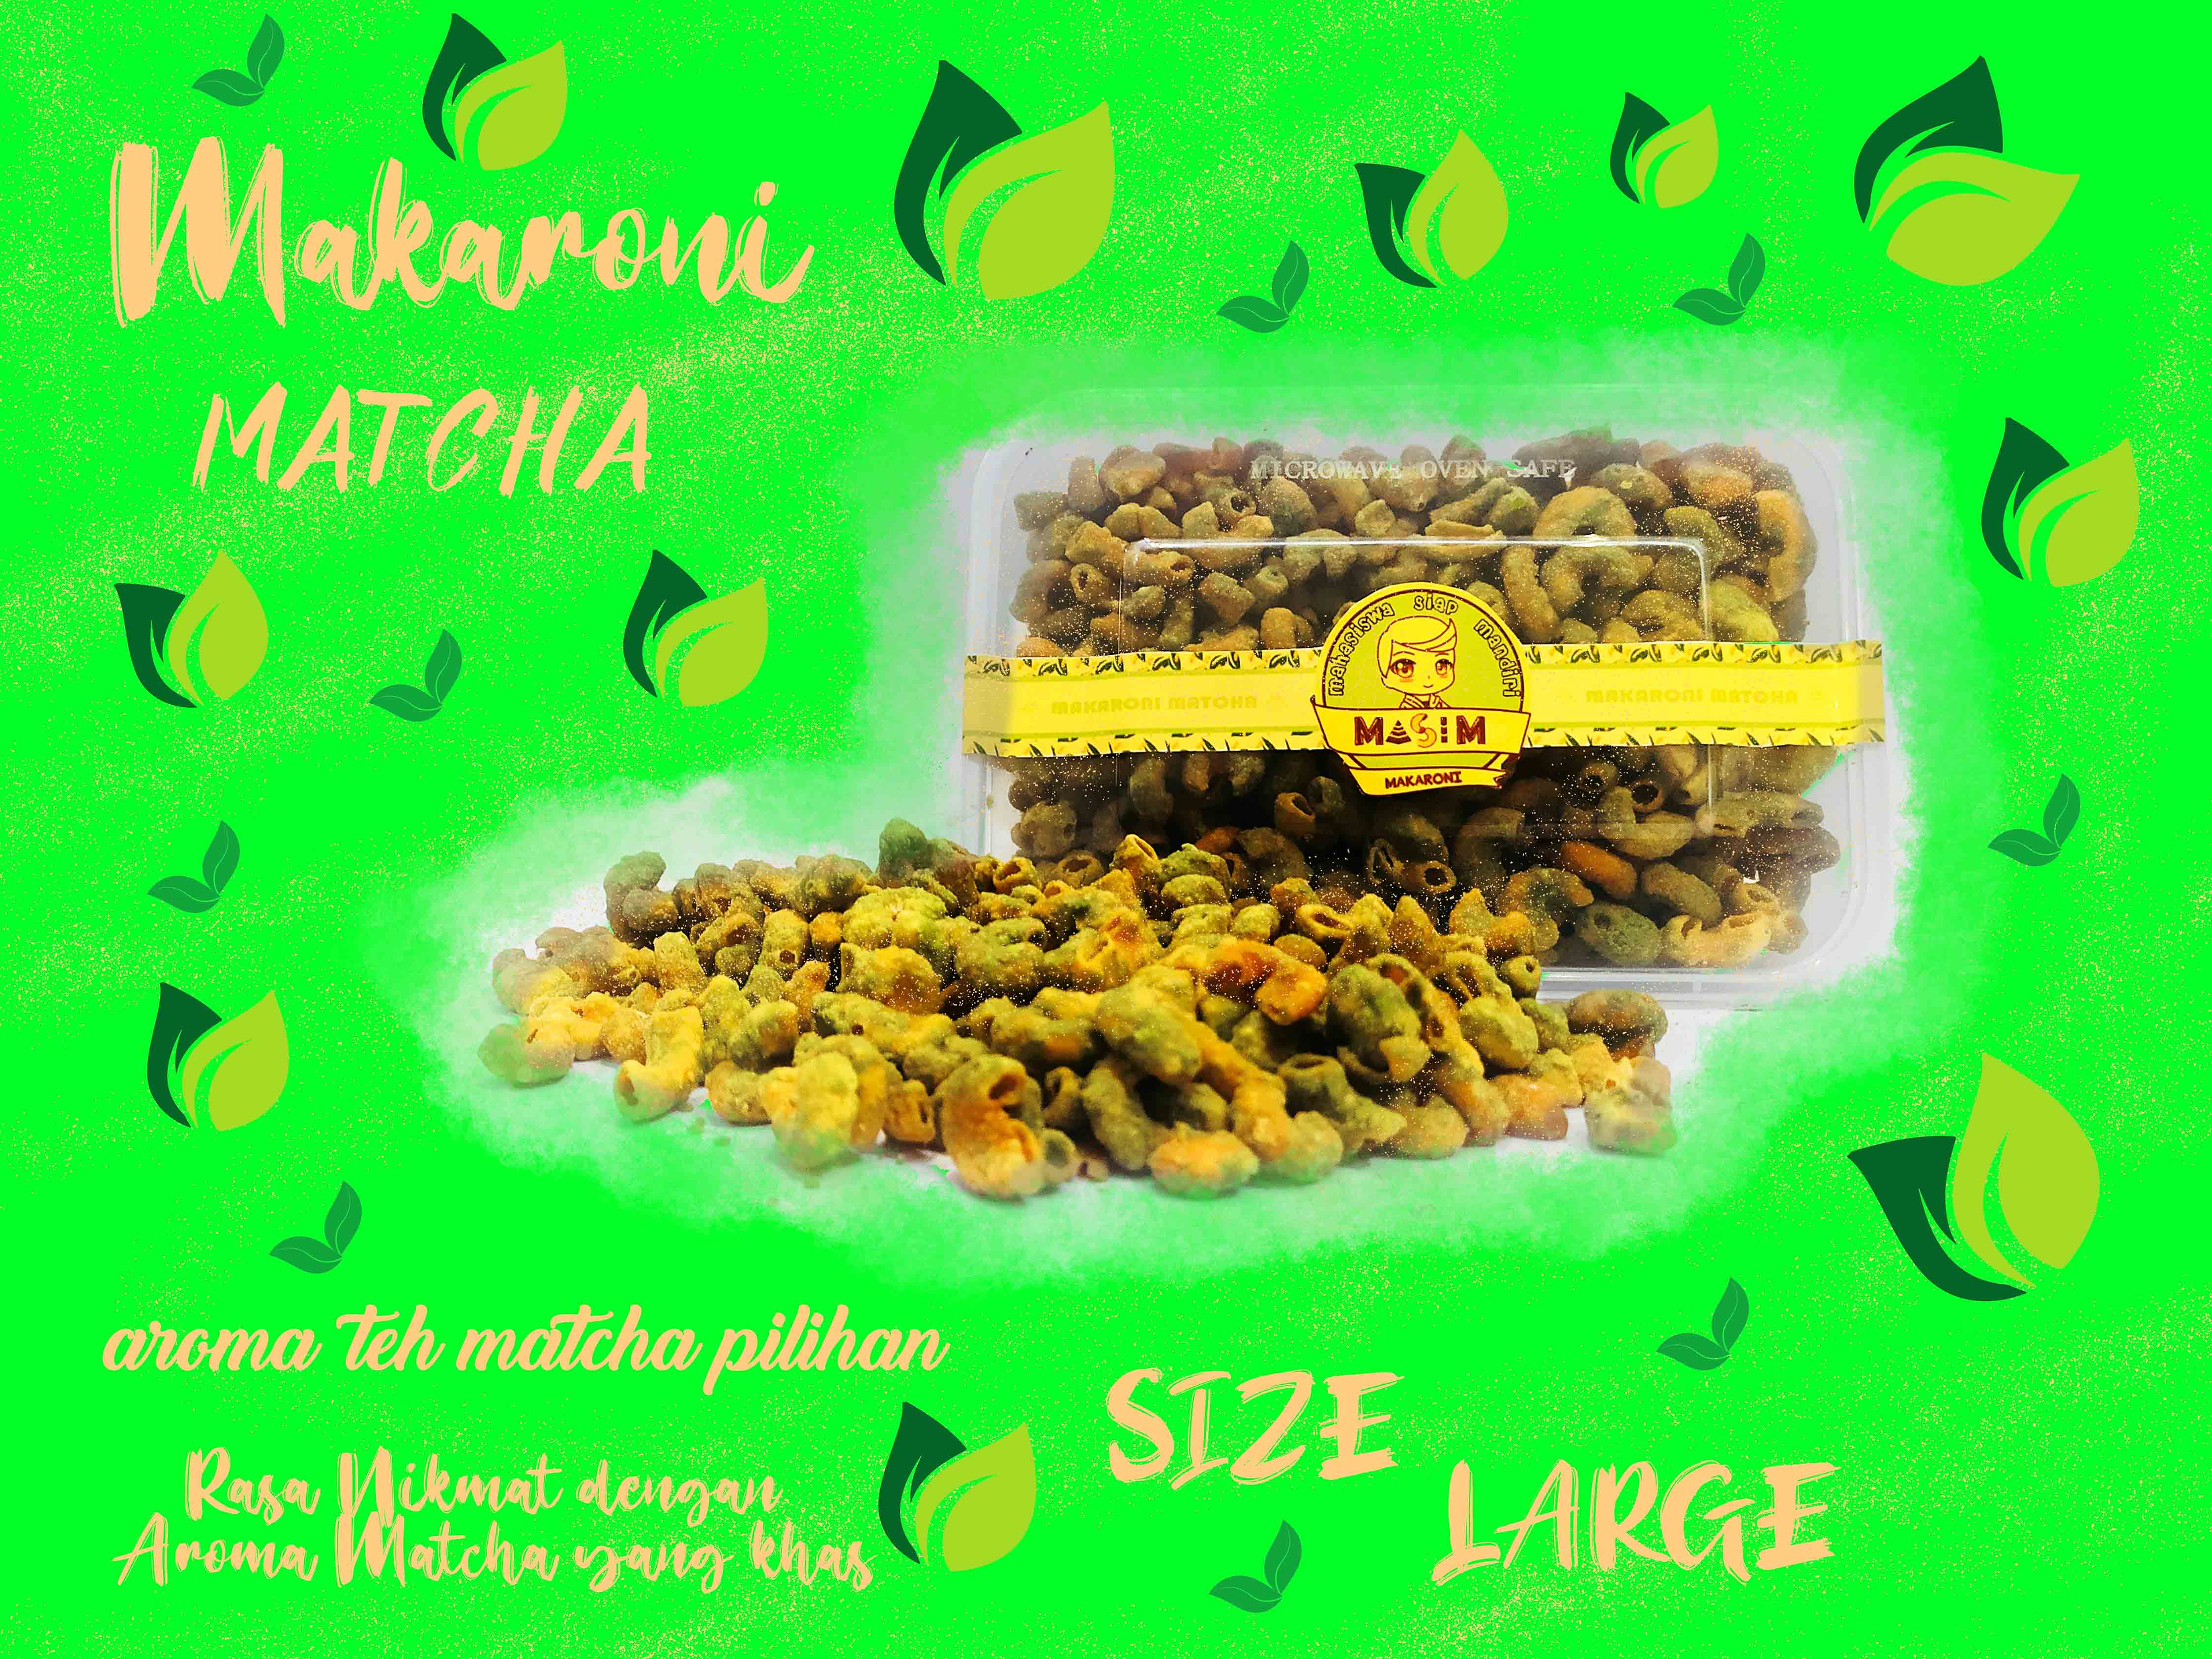 Makaroni
MATCHA
MICROWAVE OVEN SAFE
mahasiswa siap mandiri
MAKARONI MATCHA
MASIM
MAKARONI MATCHA
MAKARONI
aroma teh matcha pilihan
SIZE
LARGE
Rasa Nikmat dengan
Aroma Matcha yang khas